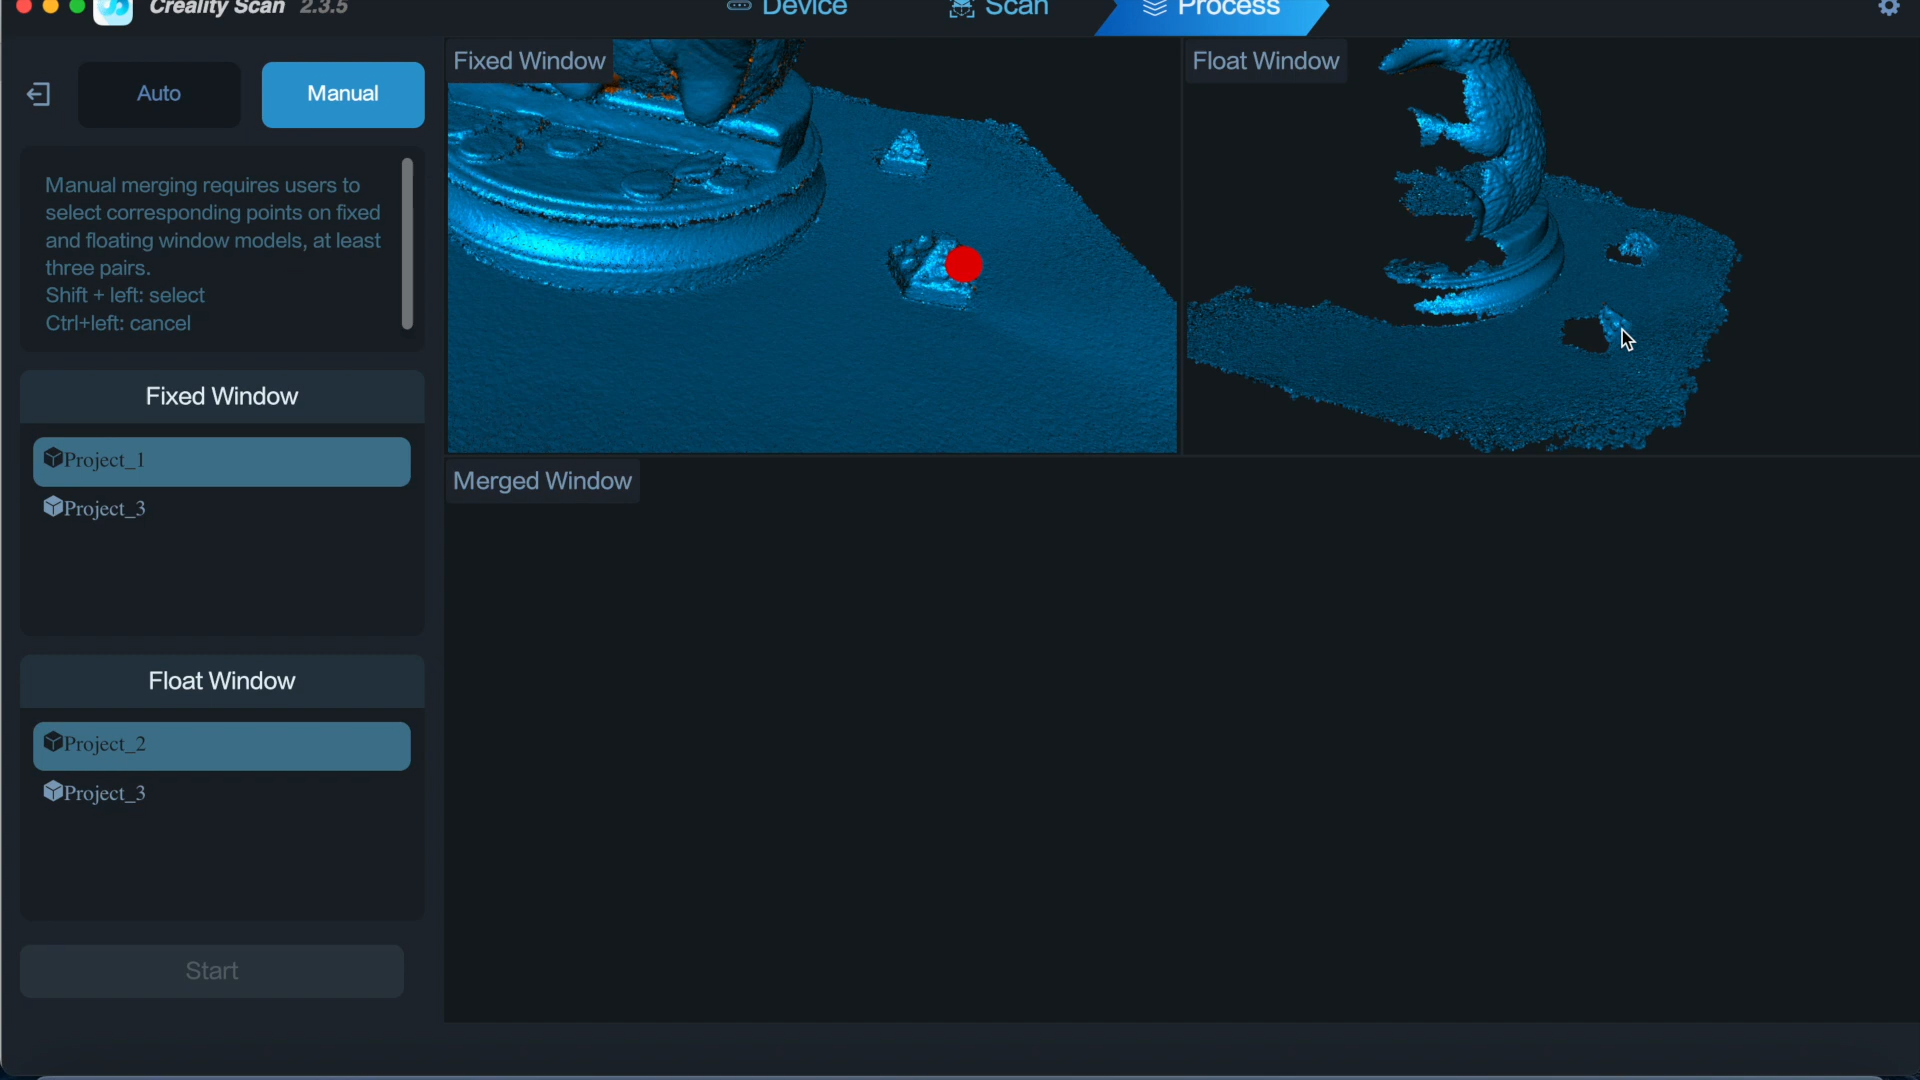 Creality Scan 2.3.5
Device
Scan
Process
Auto
Manual
Manual merging requires users to
select corresponding points on fixed
and floating window models, at least
three pairs.
Shift + left: select
Ctrl+left: cancel
Fixed Window
Project_1
Project_3
Float Window
Project_2
Project_3
Start
Fixed Window
Float Window
Merged Window